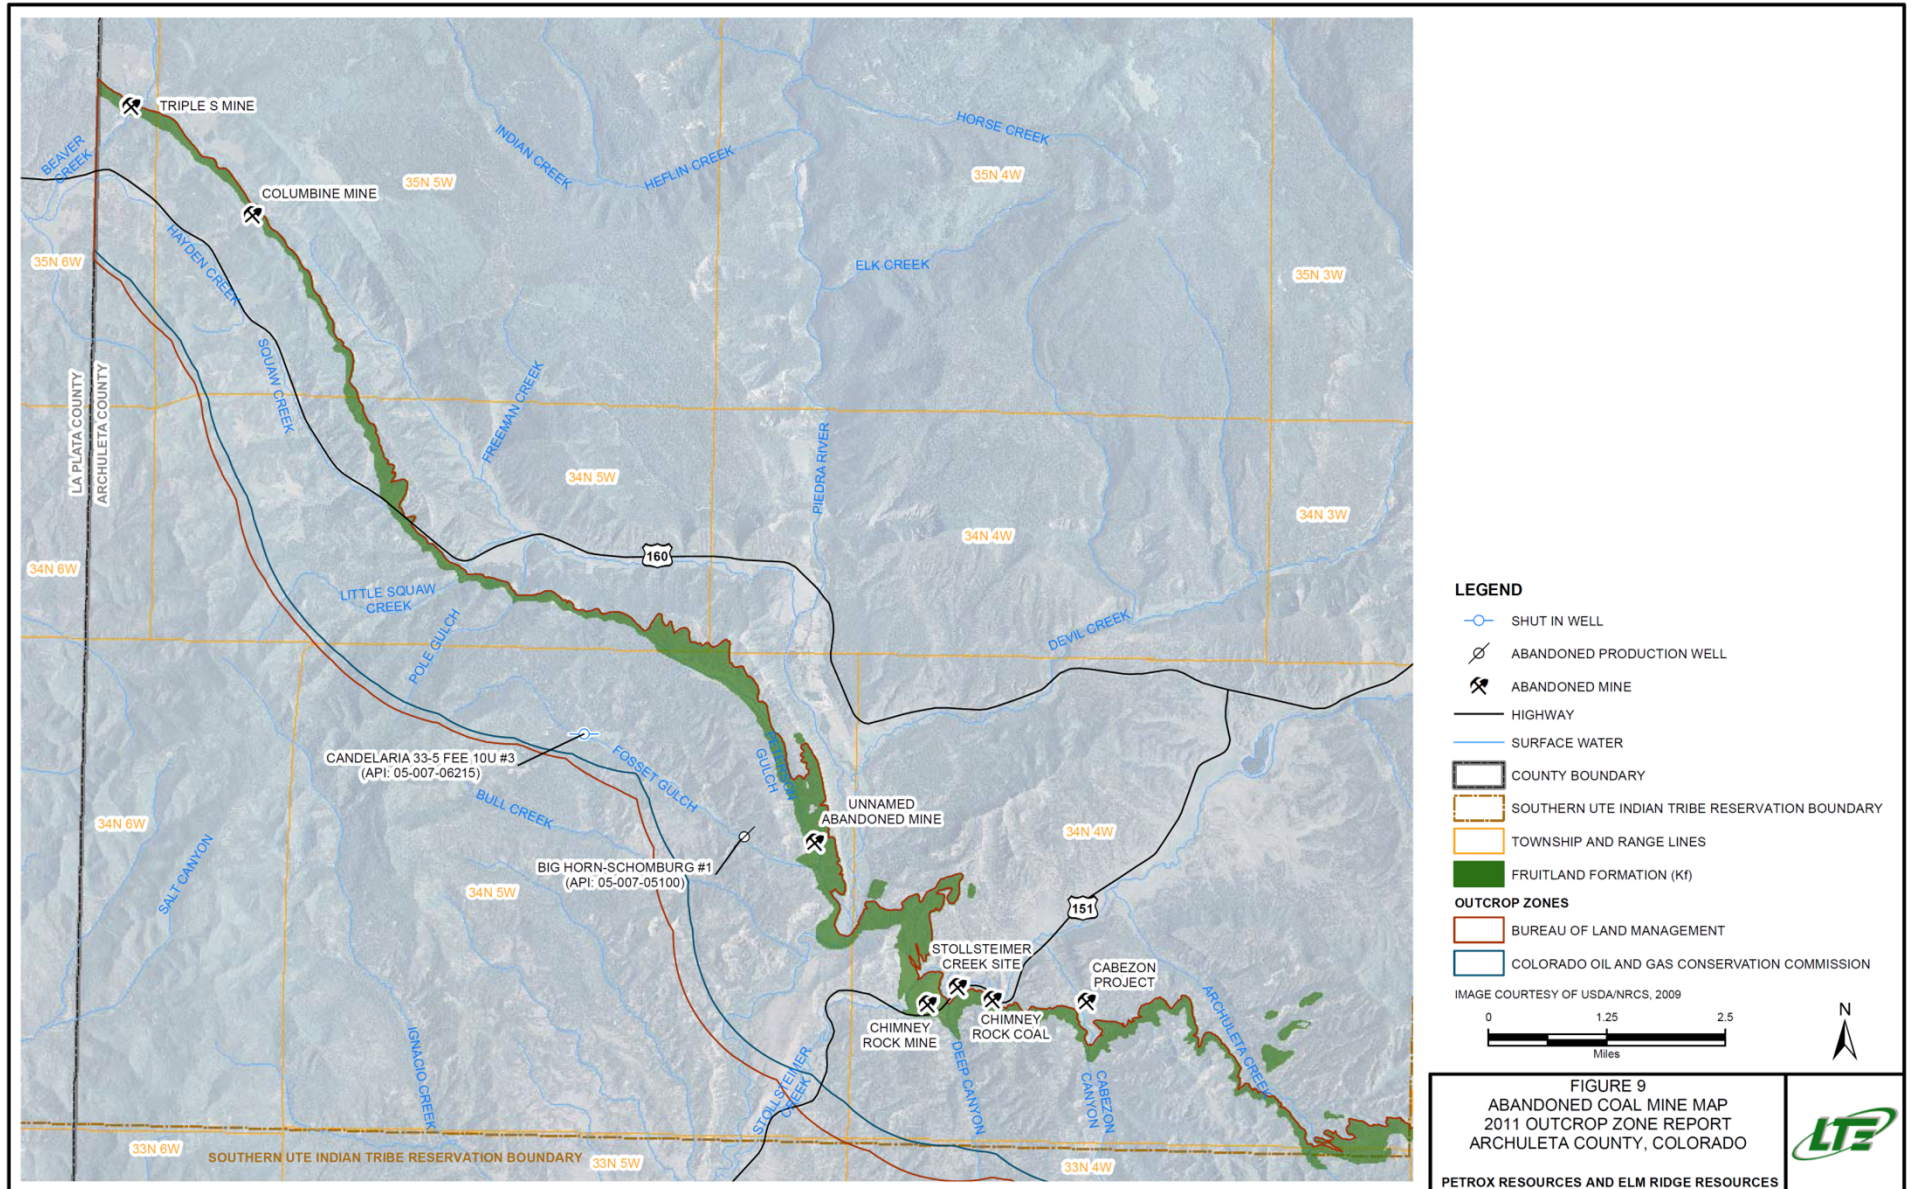 TRIPLE S MINE
BEAVER
CREEK
COLUMBINE MINE
35N 5W
INDIAN CREEK
HEFLIN CREEK
HORSE CREEK
35N 4W
35N 6W
HAYDEN CREEK
ELK CREEK
35N 3W
SQUAW CREEK
FREEMAN CREEK
LA PLATA COUNTY
ARCHULETA COUNTY
34N 5W
PIEDRA RIVER
34N 4W
34N 3W
34N 6W
160
LITTLE SQUAW
CREEK
POLE GULCH
DEVIL CREEK
CANDELARIA 33-5 FEE 10U #3
(API: 05-007-06215)
FOSSET GULCH
PETERSON
GULCH
BULL CREEK
UNNAMED
ABANDONED MINE
34N 6W
34N 4W
SALT CANYON
BIG HORN-SCHOMBURG #1
(API: 05-007-05100)
34N 5W
151
STOLLSTEIMER
CREEK SITE
CABEZON
PROJECT
CHIMNEY
ROCK MINE
CHIMNEY
ROCK COAL
ARCHULETA CREEK
IGNACIO CREEK
STOLLSTEIMER
CREEK
DEEP CANYON
CABEZON
CANYON
33N 6W
SOUTHERN UTE INDIAN TRIBE RESERVATION BOUNDARY
33N 5W
33N 4W
LEGEND
SHUT IN WELL
ABANDONED PRODUCTION WELL
ABANDONED MINE
HIGHWAY
SURFACE WATER
COUNTY BOUNDARY
SOUTHERN UTE INDIAN TRIBE RESERVATION BOUNDARY
TOWNSHIP AND RANGE LINES
FRUITLAND FORMATION (Kf)
OUTCROP ZONES
BUREAU OF LAND MANAGEMENT
COLORADO OIL AND GAS CONSERVATION COMMISSION
IMAGE COURTESY OF USDA/NRCS, 2009
0 1.25 2.5
Miles
N
FIGURE 9
ABANDONED COAL MINE MAP
2011 OUTCROP ZONE REPORT
ARCHULETA COUNTY, COLORADO
PETROX RESOURCES AND ELM RIDGE RESOURCES
LTE